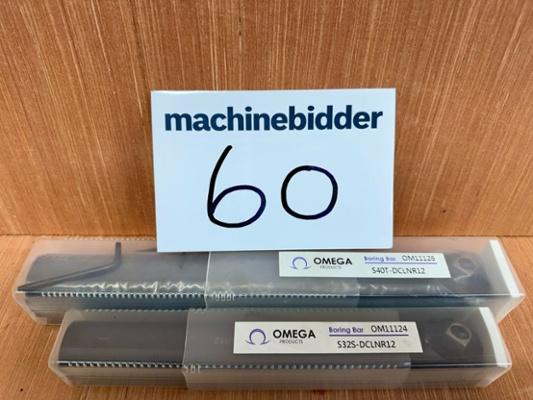 machinebidder
60
OMEGA
PRODUCTS
Boring Bar OM11126
S40T-DCLNR12
OMEGA
PRODUCTS
Boring Bar OM11124
S32S-DCLNR12